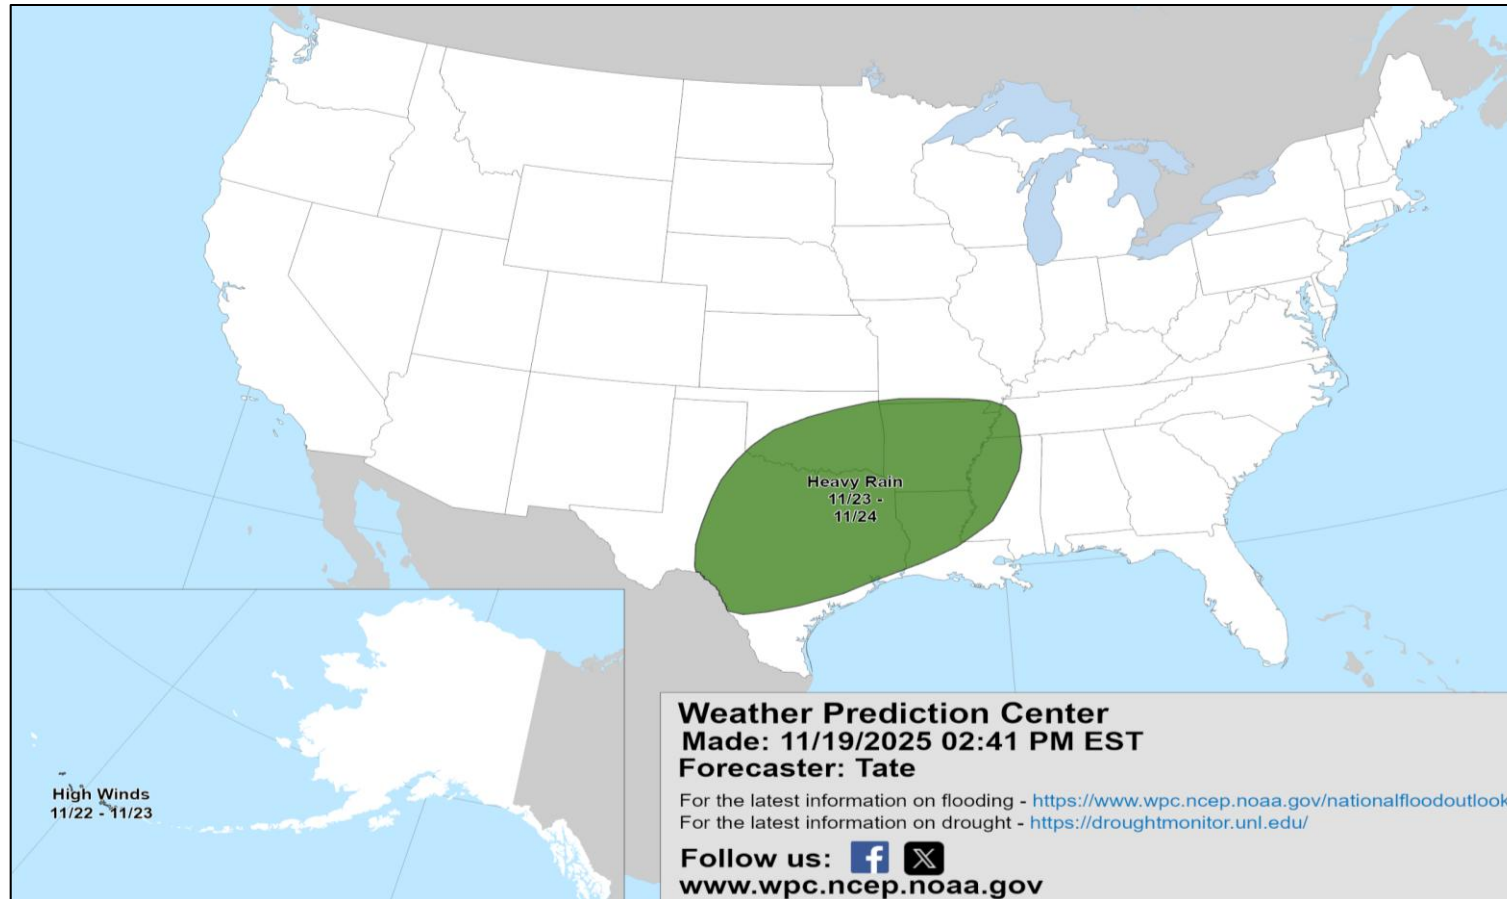 Heavy Rain
11/23 -
11/24
High Winds
11/22 - 11/23
Weather Prediction Center
Made: 11/19/2025 02:41 PM EST
Forecaster: Tate
For the latest information on flooding - https://www.wpc.ncep.noaa.gov/nationalfloodoutlook
For the latest information on drought - https://droughtmonitor.unl.edu/
Follow us:
www.wpc.ncep.noaa.gov